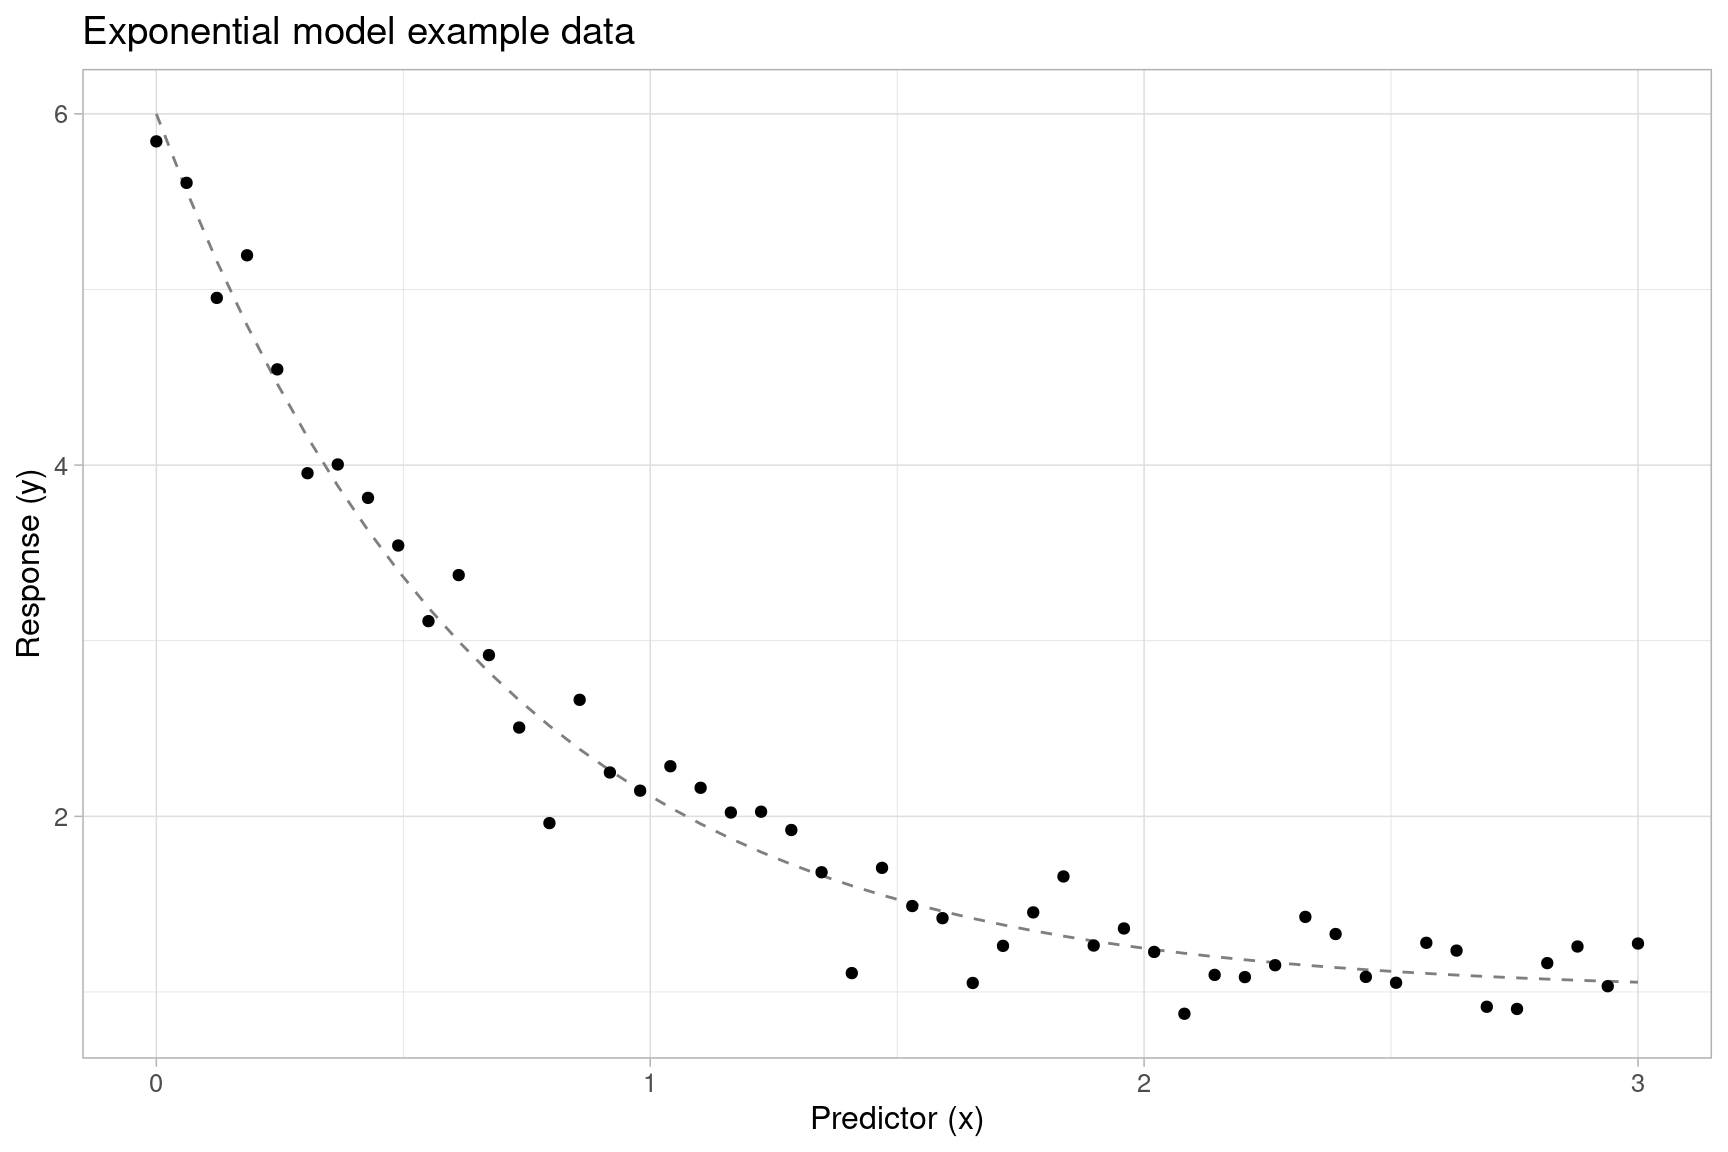 Exponential model example data
6
4
2
Response (y)
0 1 2 3
Predictor (x)